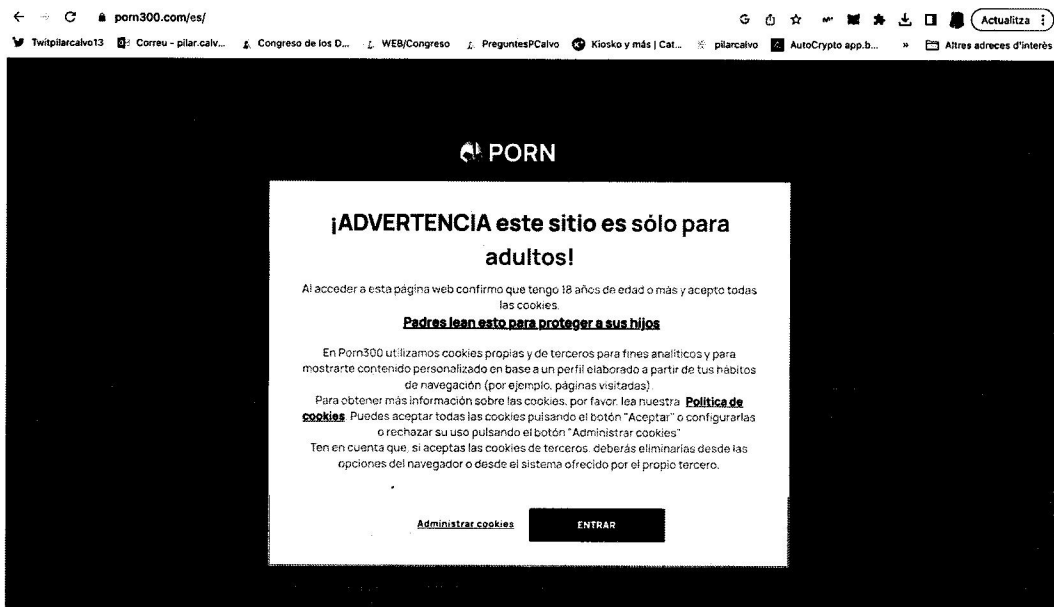 porn300.com/es/
Actualitza
Twitpilarcalvo13 Correu - pilar.calv... Congreso de los D... WEB/Congreso PreguntesPCalvo Kiosko y más | Cat... pilarcalvo AutoCrypto app.b... » Altres adreces d'interès
PORN
¡ADVERTENCIA este sitio es sólo para
adultos!
Al acceder a esta página web confirmo que tengo 18 años de edad o más y acepto todas
las cookies.
Padres lean esto para proteger a sus hijos
En Porn300 utilizamos cookies propias y de terceros para fines analíticos y para
mostrarte contenido personalizado en base a un perfil elaborado a partir de tus hábitos
de navegación (por ejemplo, páginas visitadas).
Para obtener más información sobre las cookies, por favor, lea nuestra Política de
cookies. Puedes aceptar todas las cookies pulsando el botón "Aceptar" o configurarlas
o rechazar su uso pulsando el botón "Administrar cookies"
Ten en cuenta que, si aceptas las cookies de terceros, deberás eliminarlas desde las
opciones del navegador o desde el sistema ofrecido por el propio tercero.
Administrar cookies ENTRAR